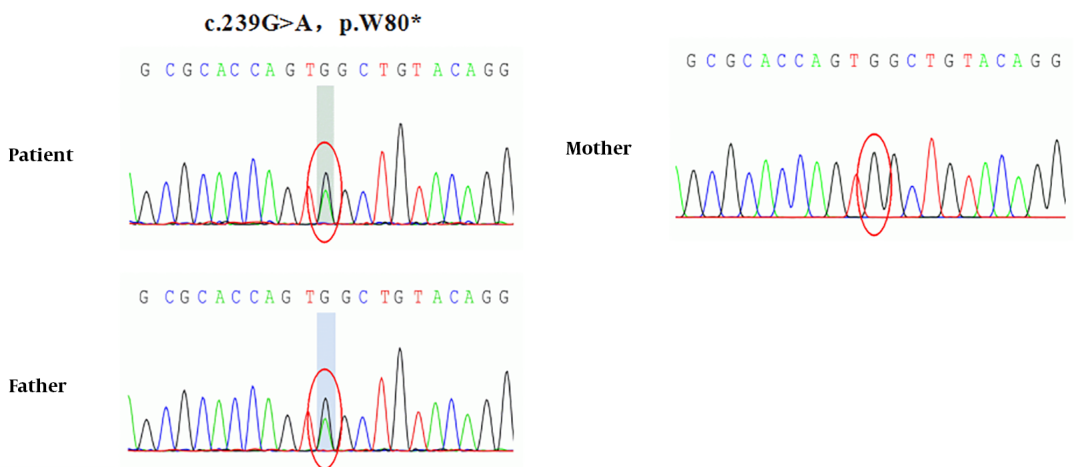 c.239G>A, p.W80*
G C G C A C C A G T G G C T G T A C A G G
Patient
G C G C A C C A G T G G C T G T A C A G G
Mother
G C G C A C C A G T G G C T G T A C A G G
Father